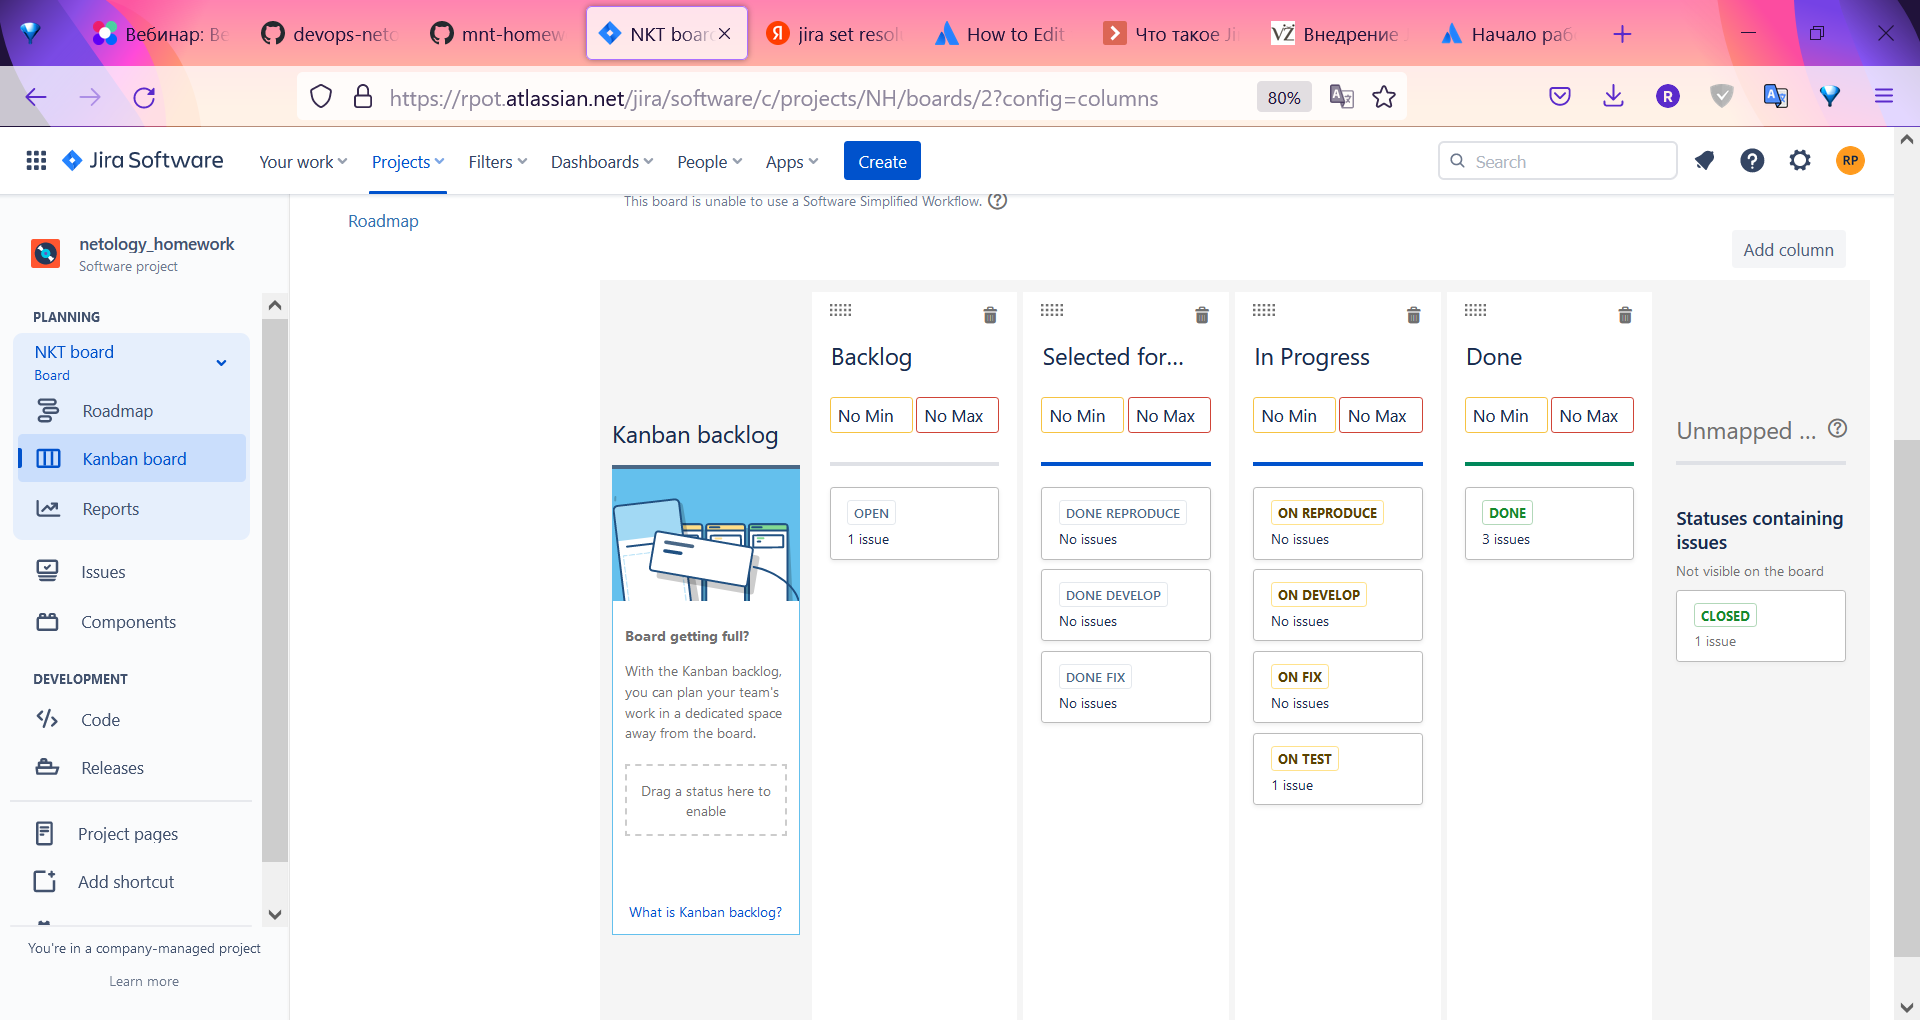 Вебинар: Ве
devops-neto
mnt-homew
NKT board
jira set resolu
How to Edit
Что такое Ji
Внедрение
Начало раб
https://rpot.atlassian.net/jira/software/c/projects/NH/boards/2?config=columns
80%
R
Jira Software
Your work
Projects
Filters
Dashboards
People
Apps
Create
Search
RP
netology_homework
Software project
PLANNING
NKT board
Board
Roadmap
Kanban board
Reports
Issues
Components
DEVELOPMENT
Code
Releases
Project pages
Add shortcut
You're in a company-managed project
Learn more
Roadmap
This board is unable to use a Software Simplified Workflow.
Add column
Kanban backlog
Board getting full?
With the Kanban backlog,
you can plan your team's
work in a dedicated space
away from the board.
Drag a status here to
enable
What is Kanban backlog?
Backlog
No Min No Max
OPEN
1 issue
Selected for...
No Min No Max
DONE REPRODUCE
No issues
DONE DEVELOP
No issues
DONE FIX
No issues
In Progress
No Min No Max
ON REPRODUCE
No issues
ON DEVELOP
No issues
ON FIX
No issues
ON TEST
1 issue
Done
No Min No Max
DONE
3 issues
Unmapped ...
Statuses containing
issues
Not visible on the board
CLOSED
1 issue